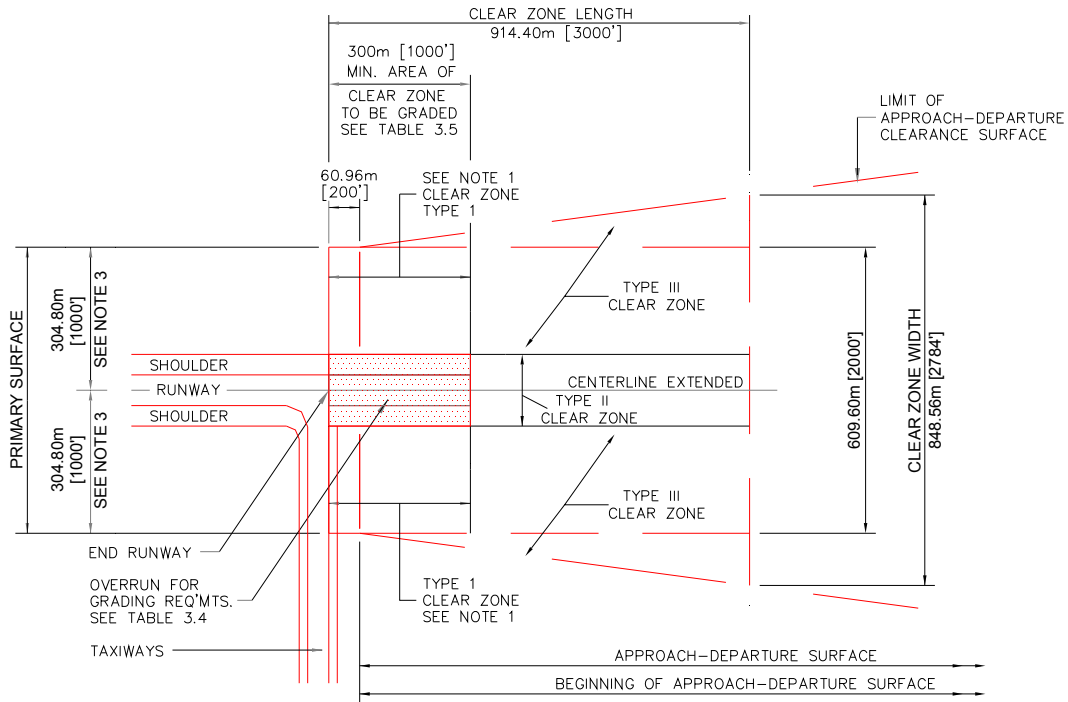 CLEAR ZONE LENGTH
914.40m [3000']
300m [1000']
MIN. AREA OF
CLEAR ZONE
TO BE GRADED
SEE TABLE 3.5
LIMIT OF
APPROACH-DEPARTURE
CLEARANCE SURFACE
60.96m
[200']
SEE NOTE 1
CLEAR ZONE
TYPE 1
PRIMARY SURFACE
304.80m
[1000']
SEE NOTE 3
304.80m
[1000']
SEE NOTE 3
TYPE III
CLEAR ZONE
SHOULDER
RUNWAY
SHOULDER
CENTERLINE EXTENDED
TYPE II
CLEAR ZONE
609.60m [2000']
CLEAR ZONE WIDTH
848.56m [2784']
TYPE III
CLEAR ZONE
END RUNWAY
OVERRUN FOR
GRADING REQ'MTS.
SEE TABLE 3.4
TAXIWAYS
TYPE 1
CLEAR ZONE
SEE NOTE 1
APPROACH-DEPARTURE SURFACE
BEGINNING OF APPROACH-DEPARTURE SURFACE